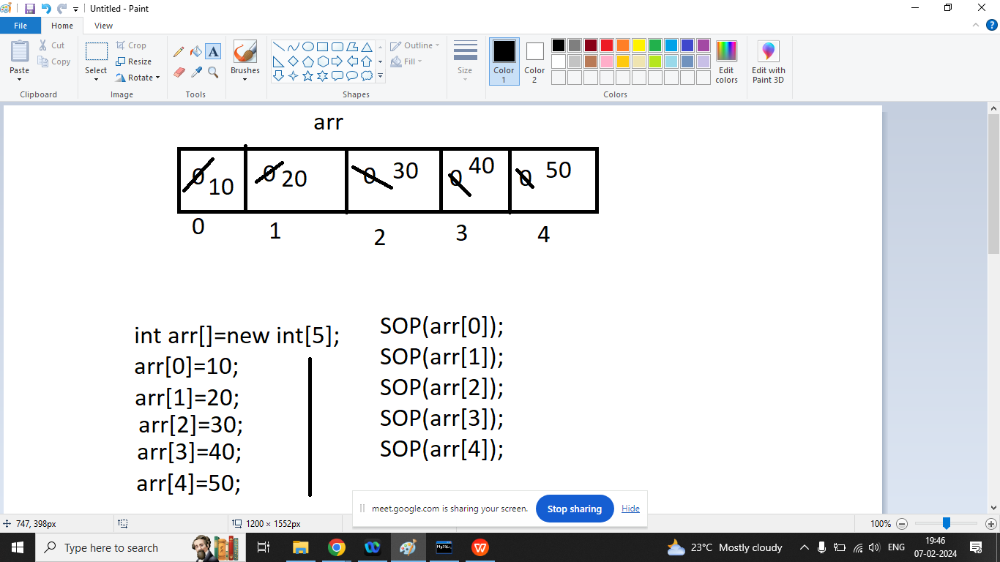 Untitled - Paint
File Home View
Paste
Cut
Copy
Clipboard
Select
Crop
Resize
Rotate
Image
A
Tools
Brushes
Outline
Fill
Shapes
Size
Color 1
Color 2
Colors
Edit colors
Edit with Paint 3D
arr
0 10 0 20 0 30 0 40 0 50
0 1 2 3 4
int arr[]=new int[5];
arr[0]=10;
arr[1]=20;
arr[2]=30;
arr[3]=40;
arr[4]=50;
SOP(arr[0]);
SOP(arr[1]);
SOP(arr[2]);
SOP(arr[3]);
SOP(arr[4]);
meet.google.com is sharing your screen. Stop sharing Hide
747, 398px 1200 × 1552px 100%
Type here to search
MySQL
W
23°C Mostly cloudy
ENG
19:46
07-02-2024